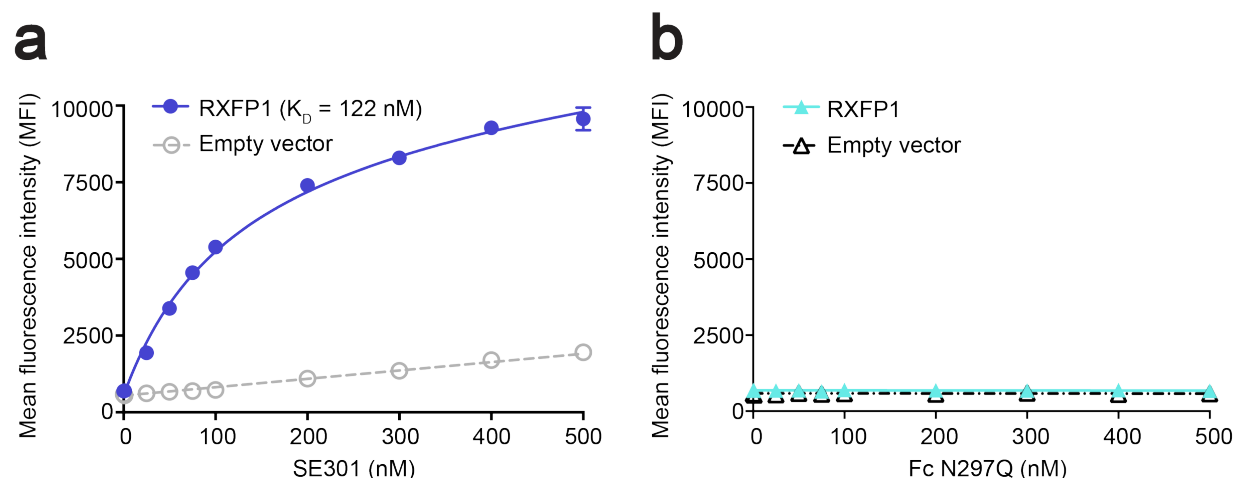 a
Mean fluorescence intensity (MFI)
10000
7500
5000
2500
0
RXFP1 (KD = 122 nM)
Empty vector
0 100 200 300 400 500
SE301 (nM)
b
Mean fluorescence intensity (MFI)
10000
7500
5000
2500
0
RXFP1
Empty vector
0 100 200 300 400 500
Fc N297Q (nM)